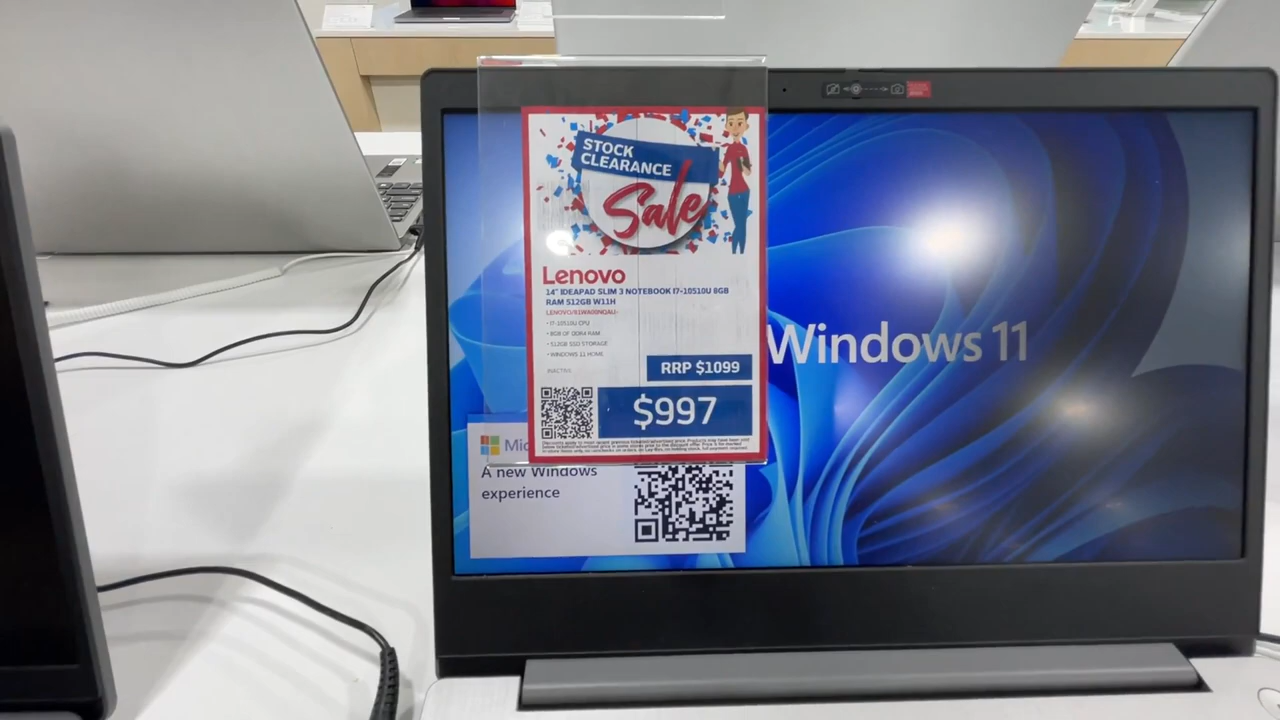 STOCK
CLEARANCE
Sale
Lenovo
14" IDEAPAD SLIM 3 NOTEBOOK I7-10510U 8GB
RAM 512GB W11H
• I7-10510U CPU
• 8GB OF DDR4 RAM
• 512GB SSD STORAGE
• WINDOWS 11 HOME
RRP $1099
$997
Windows 11
Mic
A new Windows
experience